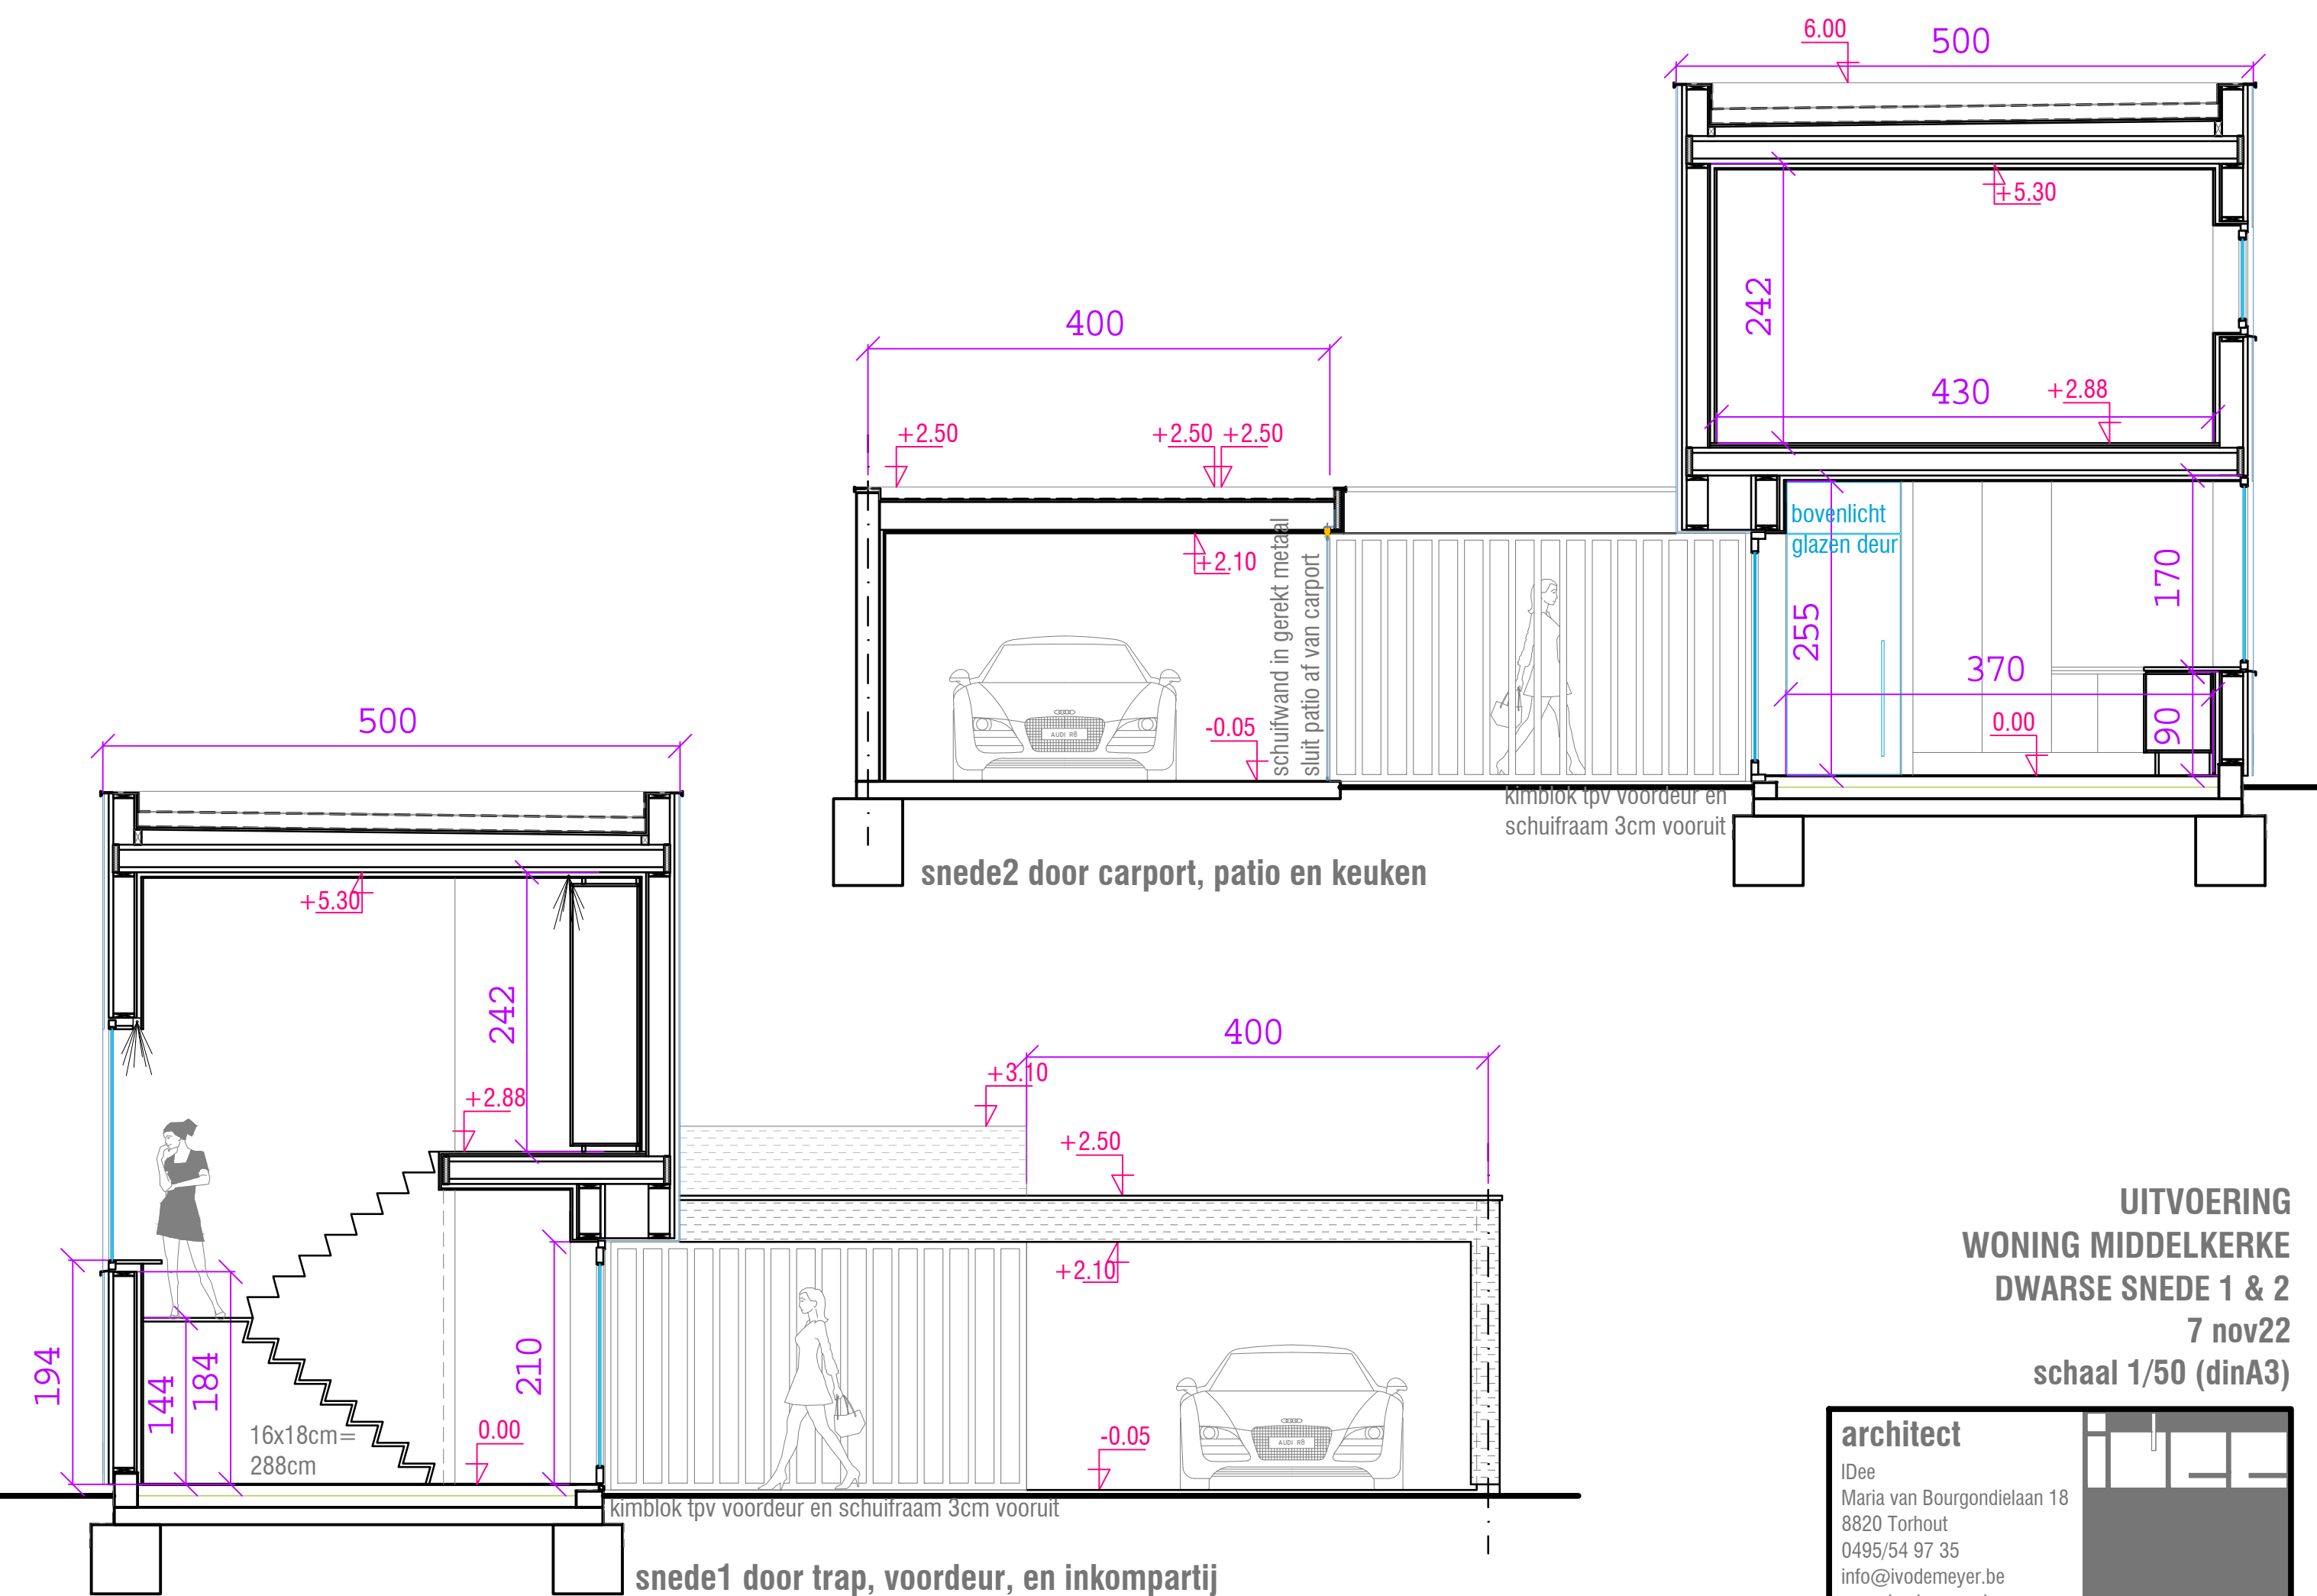 6.00
500
+5.30
242
430
+2.88
400
+2.50
+2.50
+2.50
+2.10
schuifwand in gerekt metaal
sluit patio af van carport
bovenlicht
glazen deur
255
170
370
90
0.00
-0.05
AUDI R8
kimblok tpv voordeur en
schuifraam 3cm vooruit
snede2 door carport, patio en keuken
500
+5.30
242
+2.88
400
+3.10
+2.50
+2.10
194
144
184
210
16x18cm=
288cm
0.00
-0.05
AUDI R8
kimblok tpv voordeur en schuifraam 3cm vooruit
snede1 door trap, voordeur, en inkompartij
UITVOERING
WONING MIDDELKERKE
DWARSE SNEDE 1 & 2
7 nov22
schaal 1/50 (dinA3)
architect
IDee
Maria van Bourgondielaan 18
8820 Torhout
0495/54 97 35
info@ivodemeyer.be